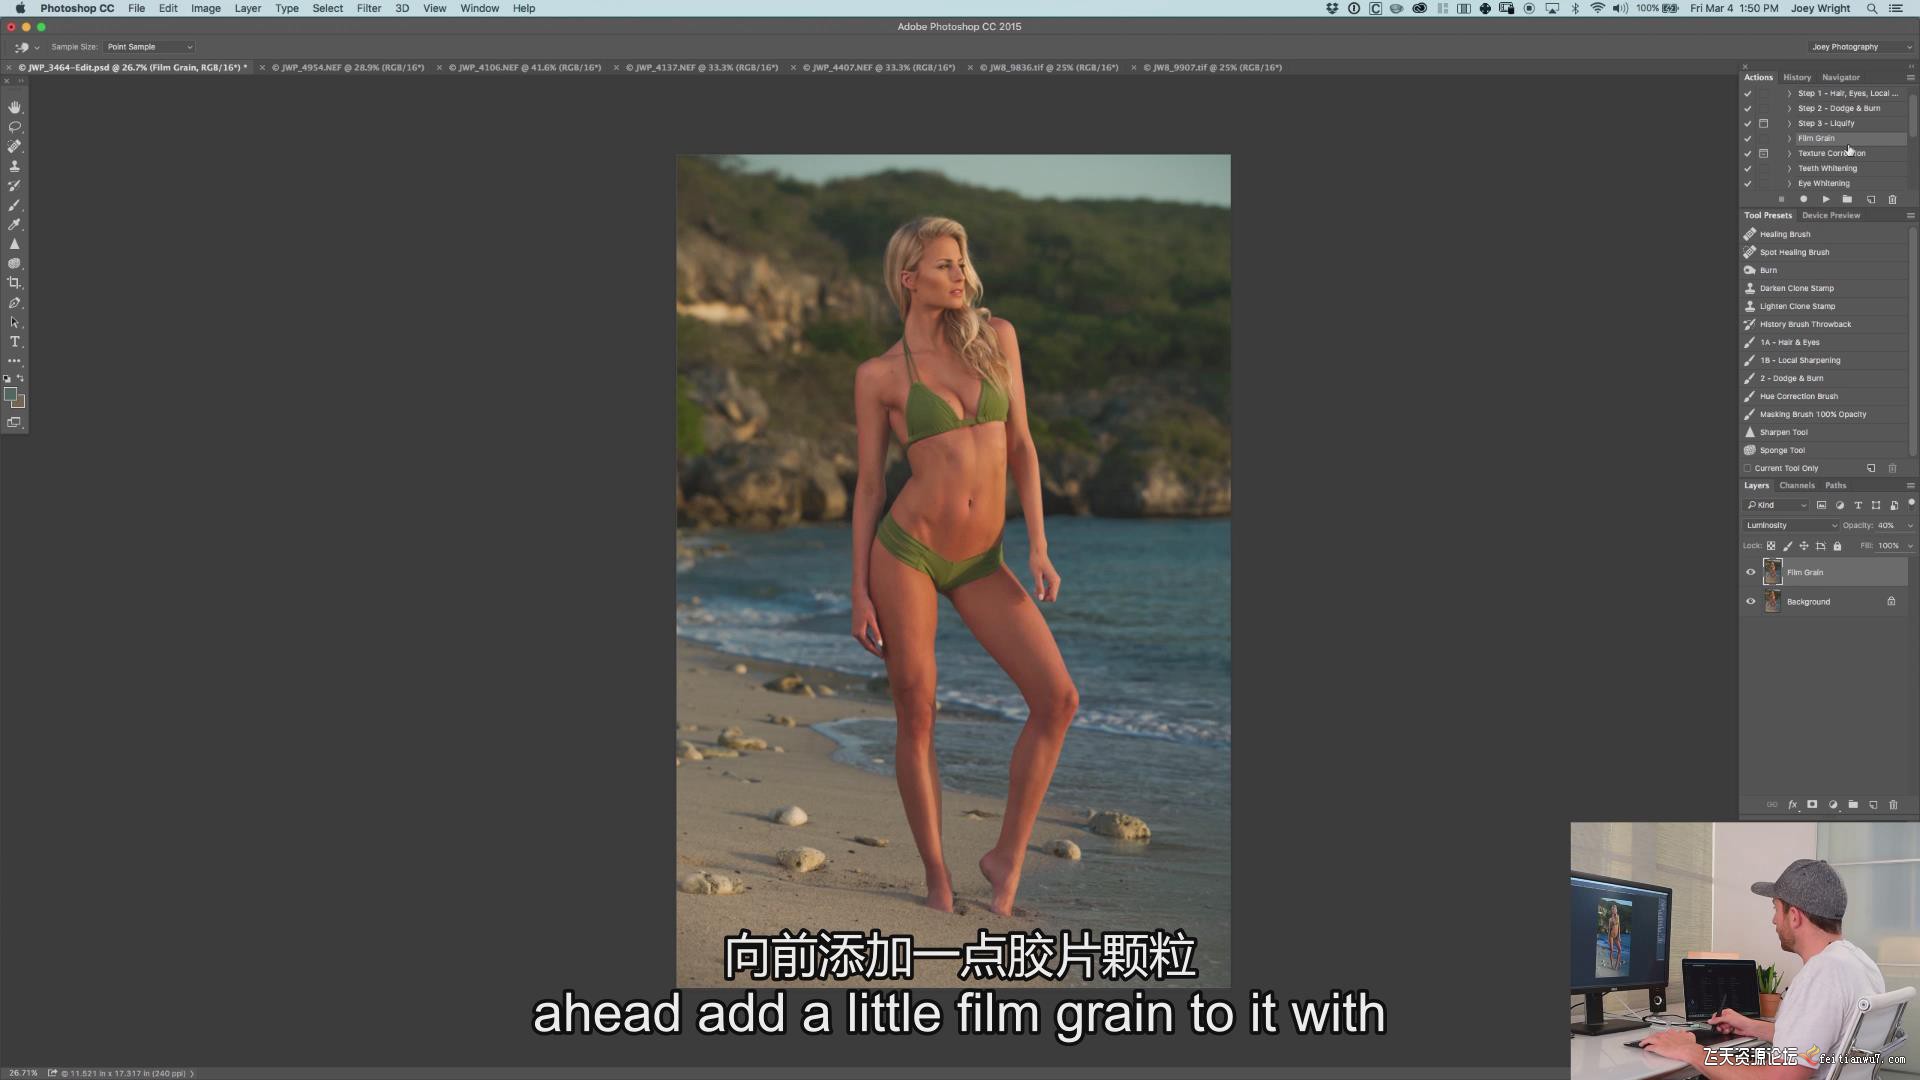 Photoshop CC File Edit Image Layer Type Select Filter 3D View Window Help 100% Fri Mar 4 1:50 PM Joey Wright
Adobe Photoshop CC 2015
Sample Size: Point Sample Joey Photography
© JWP_3464-Edit.psd @ 26.7% (Film Grain, RGB/16*) * © JWP_4954.NEF @ 28.9% (RGB/16*) © JWP_4106.NEF @ 41.6% (RGB/16*) © JWP_4137.NEF @ 33.3% (RGB/16*) © JWP_4407.NEF @ 33.3% (RGB/16*) © JW8_9836.tif @ 25% (RGB/16*) © JW8_9907.tif @ 25% (RGB/16*)
Actions History Navigator
Step 1 - Hair, Eyes, Local ...
Step 2 - Dodge & Burn
Step 3 - Liquify
Film Grain
Texture Correction
Teeth Whitening
Eye Whitening
Tool Presets Device Preview
Healing Brush
Spot Healing Brush
Burn
Darken Clone Stamp
Lighten Clone Stamp
History Brush Throwback
1A - Hair & Eyes
1B - Local Sharpening
2 - Dodge & Burn
Hue Correction Brush
Masking Brush 100% Opacity
Sharpen Tool
Sponge Tool
Current Tool Only
Layers Channels Paths
Kind
Luminosity Opacity: 40%
Lock: Fill: 100%
Film Grain
Background
向前添加一点胶片颗粒
ahead add a little film grain to it with
飞天资源论坛 feitianwu7.com
26.71% © 11.521 in x 17.317 in (240 ppi)